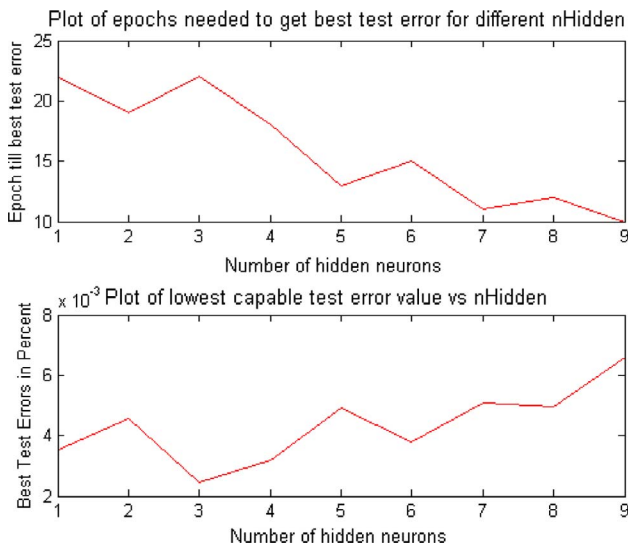 Plot of epochs needed to get best test error for different nHidden
25
20
15
10
Epoch till best test error
1 2 3 4 5 6 7 8 9
Number of hidden neurons
x 10^-3 Plot of lowest capable test error value vs nHidden
8
6
4
2
Best Test Errors in Percent
1 2 3 4 5 6 7 8 9
Number of hidden neurons